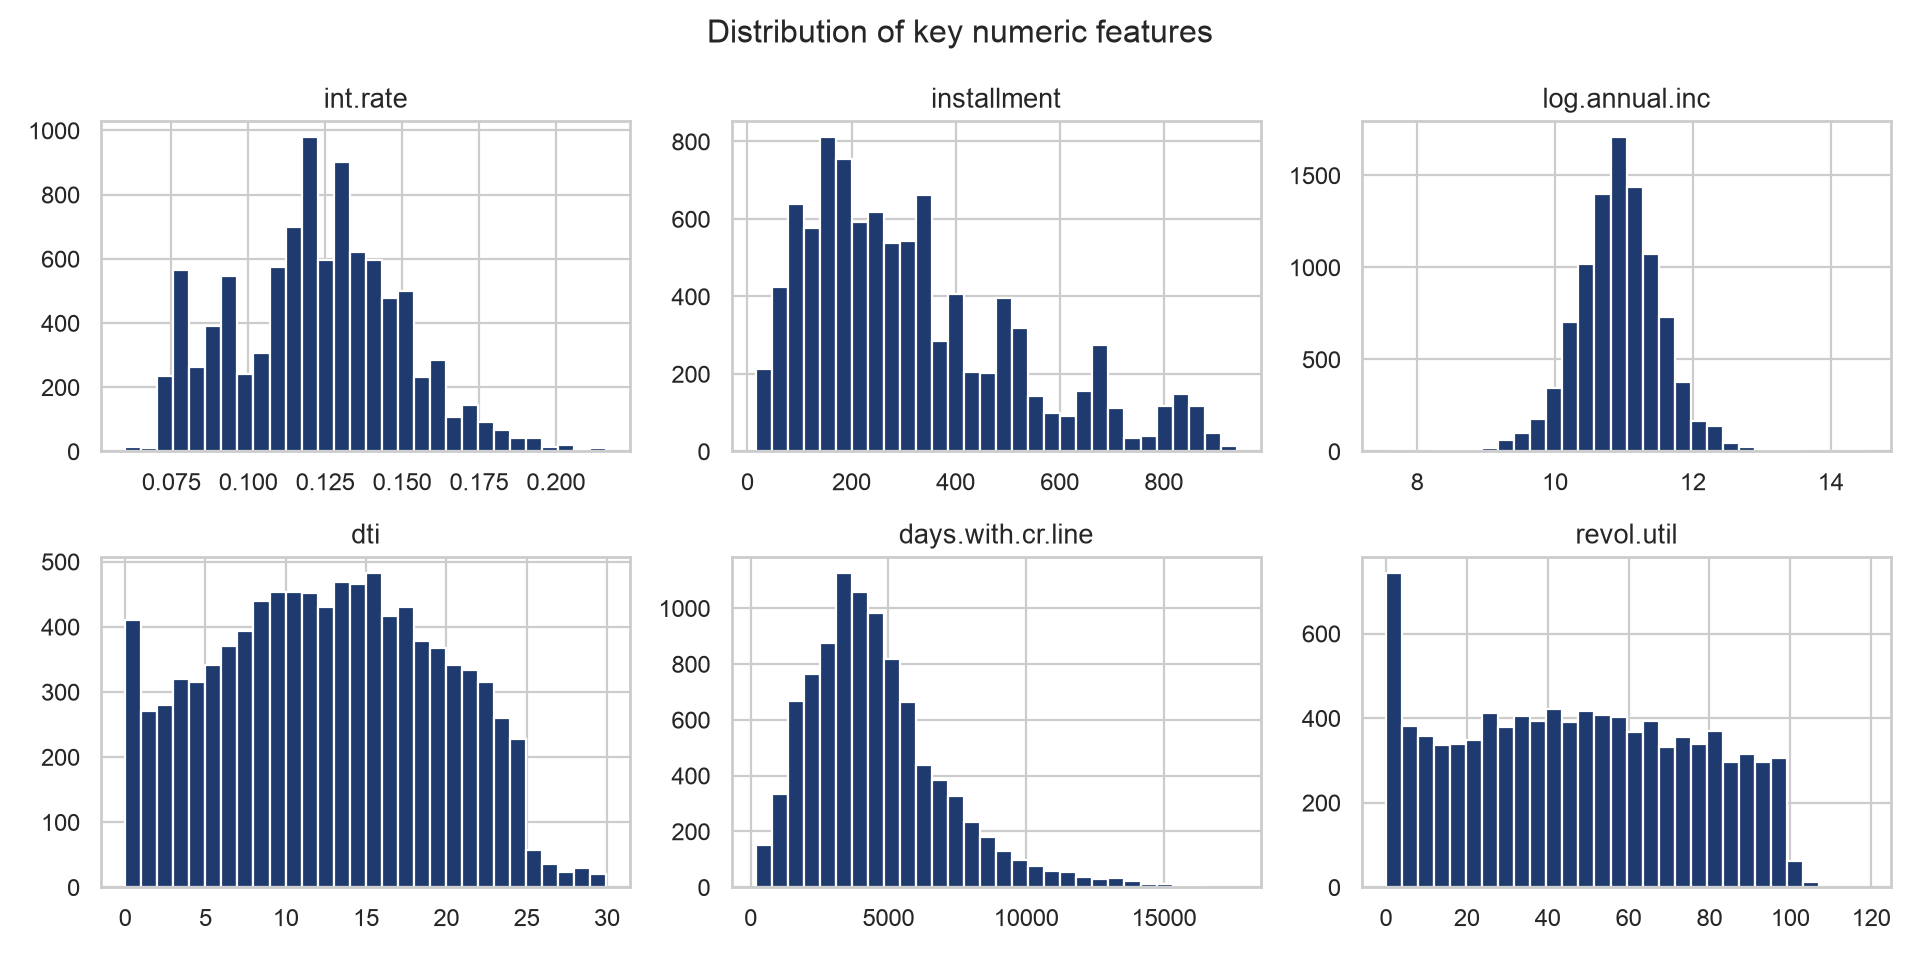 Distribution of key numeric features
int.rate
1000
800
600
400
200
0
0.075 0.100 0.125 0.150 0.175 0.200
installment
800
600
400
200
0
0 200 400 600 800
log.annual.inc
1500
1000
500
0
8 10 12 14
dti
500
400
300
200
100
0
0 5 10 15 20 25 30
days.with.cr.line
1000
800
600
400
200
0
0 5000 10000 15000
revol.util
600
400
200
0
0 20 40 60 80 100 120